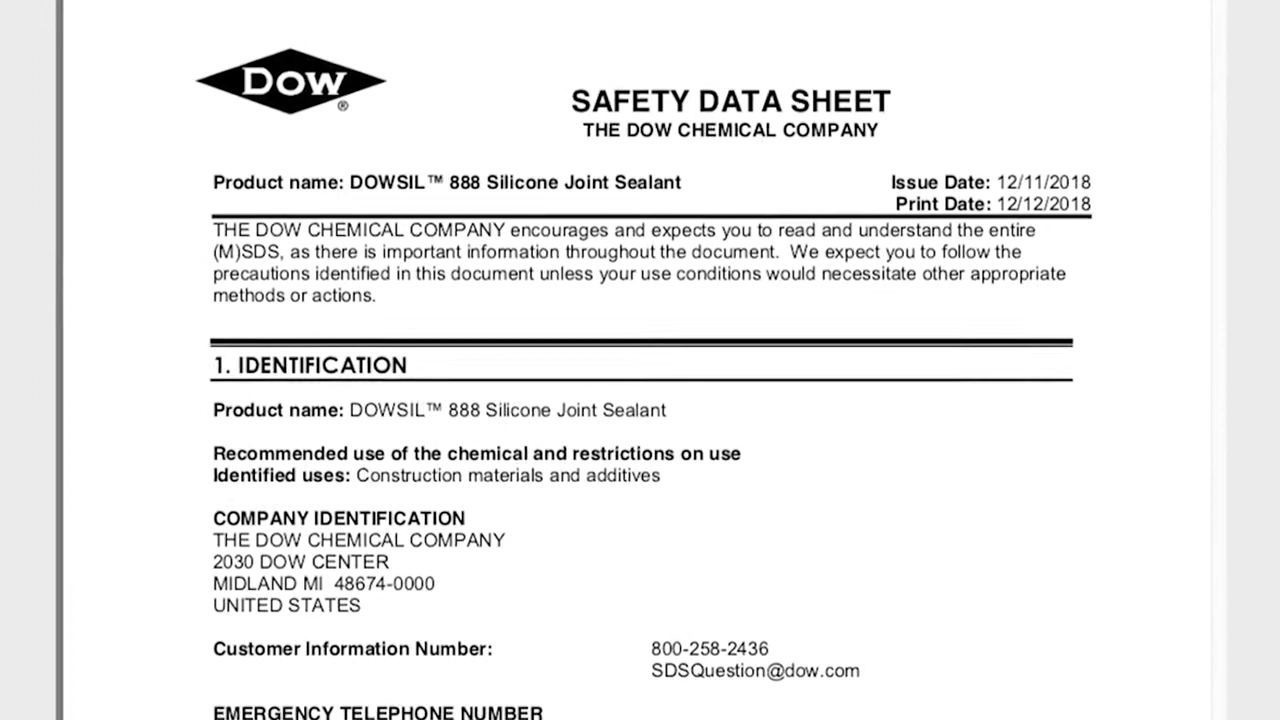 DOW®
SAFETY DATA SHEET
THE DOW CHEMICAL COMPANY
Product name: DOWSIL™ 888 Silicone Joint Sealant
Issue Date: 12/11/2018
Print Date: 12/12/2018
THE DOW CHEMICAL COMPANY encourages and expects you to read and understand the entire
(M)SDS, as there is important information throughout the document. We expect you to follow the
precautions identified in this document unless your use conditions would necessitate other appropriate
methods or actions.
1. IDENTIFICATION
Product name: DOWSIL™ 888 Silicone Joint Sealant
Recommended use of the chemical and restrictions on use
Identified uses: Construction materials and additives
COMPANY IDENTIFICATION
THE DOW CHEMICAL COMPANY
2030 DOW CENTER
MIDLAND MI 48674-0000
UNITED STATES
Customer Information Number: 800-258-2436
SDSQuestion@dow.com
EMERGENCY TELEPHONE NUMBER